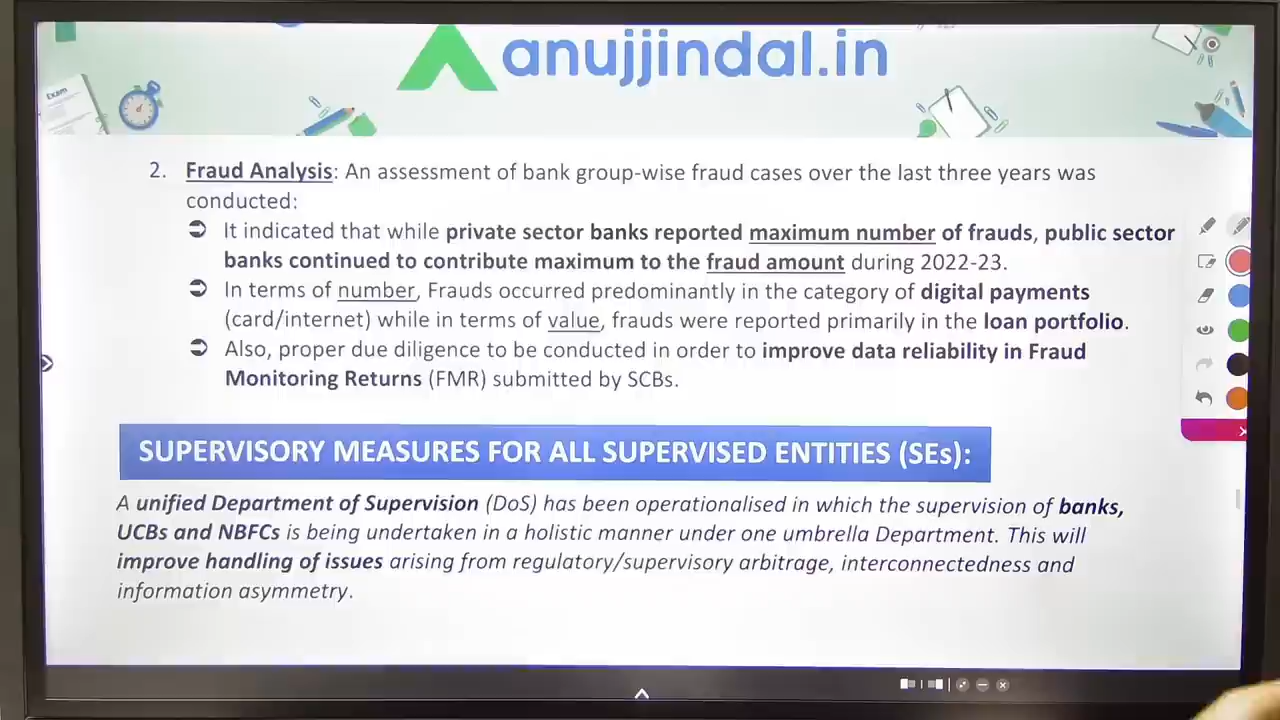 anujjindal.in
Exam
2. Fraud Analysis: An assessment of bank group-wise fraud cases over the last three years was
conducted:
It indicated that while private sector banks reported maximum number of frauds, public sector
banks continued to contribute maximum to the fraud amount during 2022-23.
In terms of number, Frauds occurred predominantly in the category of digital payments
(card/internet) while in terms of value, frauds were reported primarily in the loan portfolio.
Also, proper due diligence to be conducted in order to improve data reliability in Fraud
Monitoring Returns (FMR) submitted by SCBs.
SUPERVISORY MEASURES FOR ALL SUPERVISED ENTITIES (SEs):
A unified Department of Supervision (DoS) has been operationalised in which the supervision of banks,
UCBs and NBFCs is being undertaken in a holistic manner under one umbrella Department. This will
improve handling of issues arising from regulatory/supervisory arbitrage, interconnectedness and
information asymmetry.